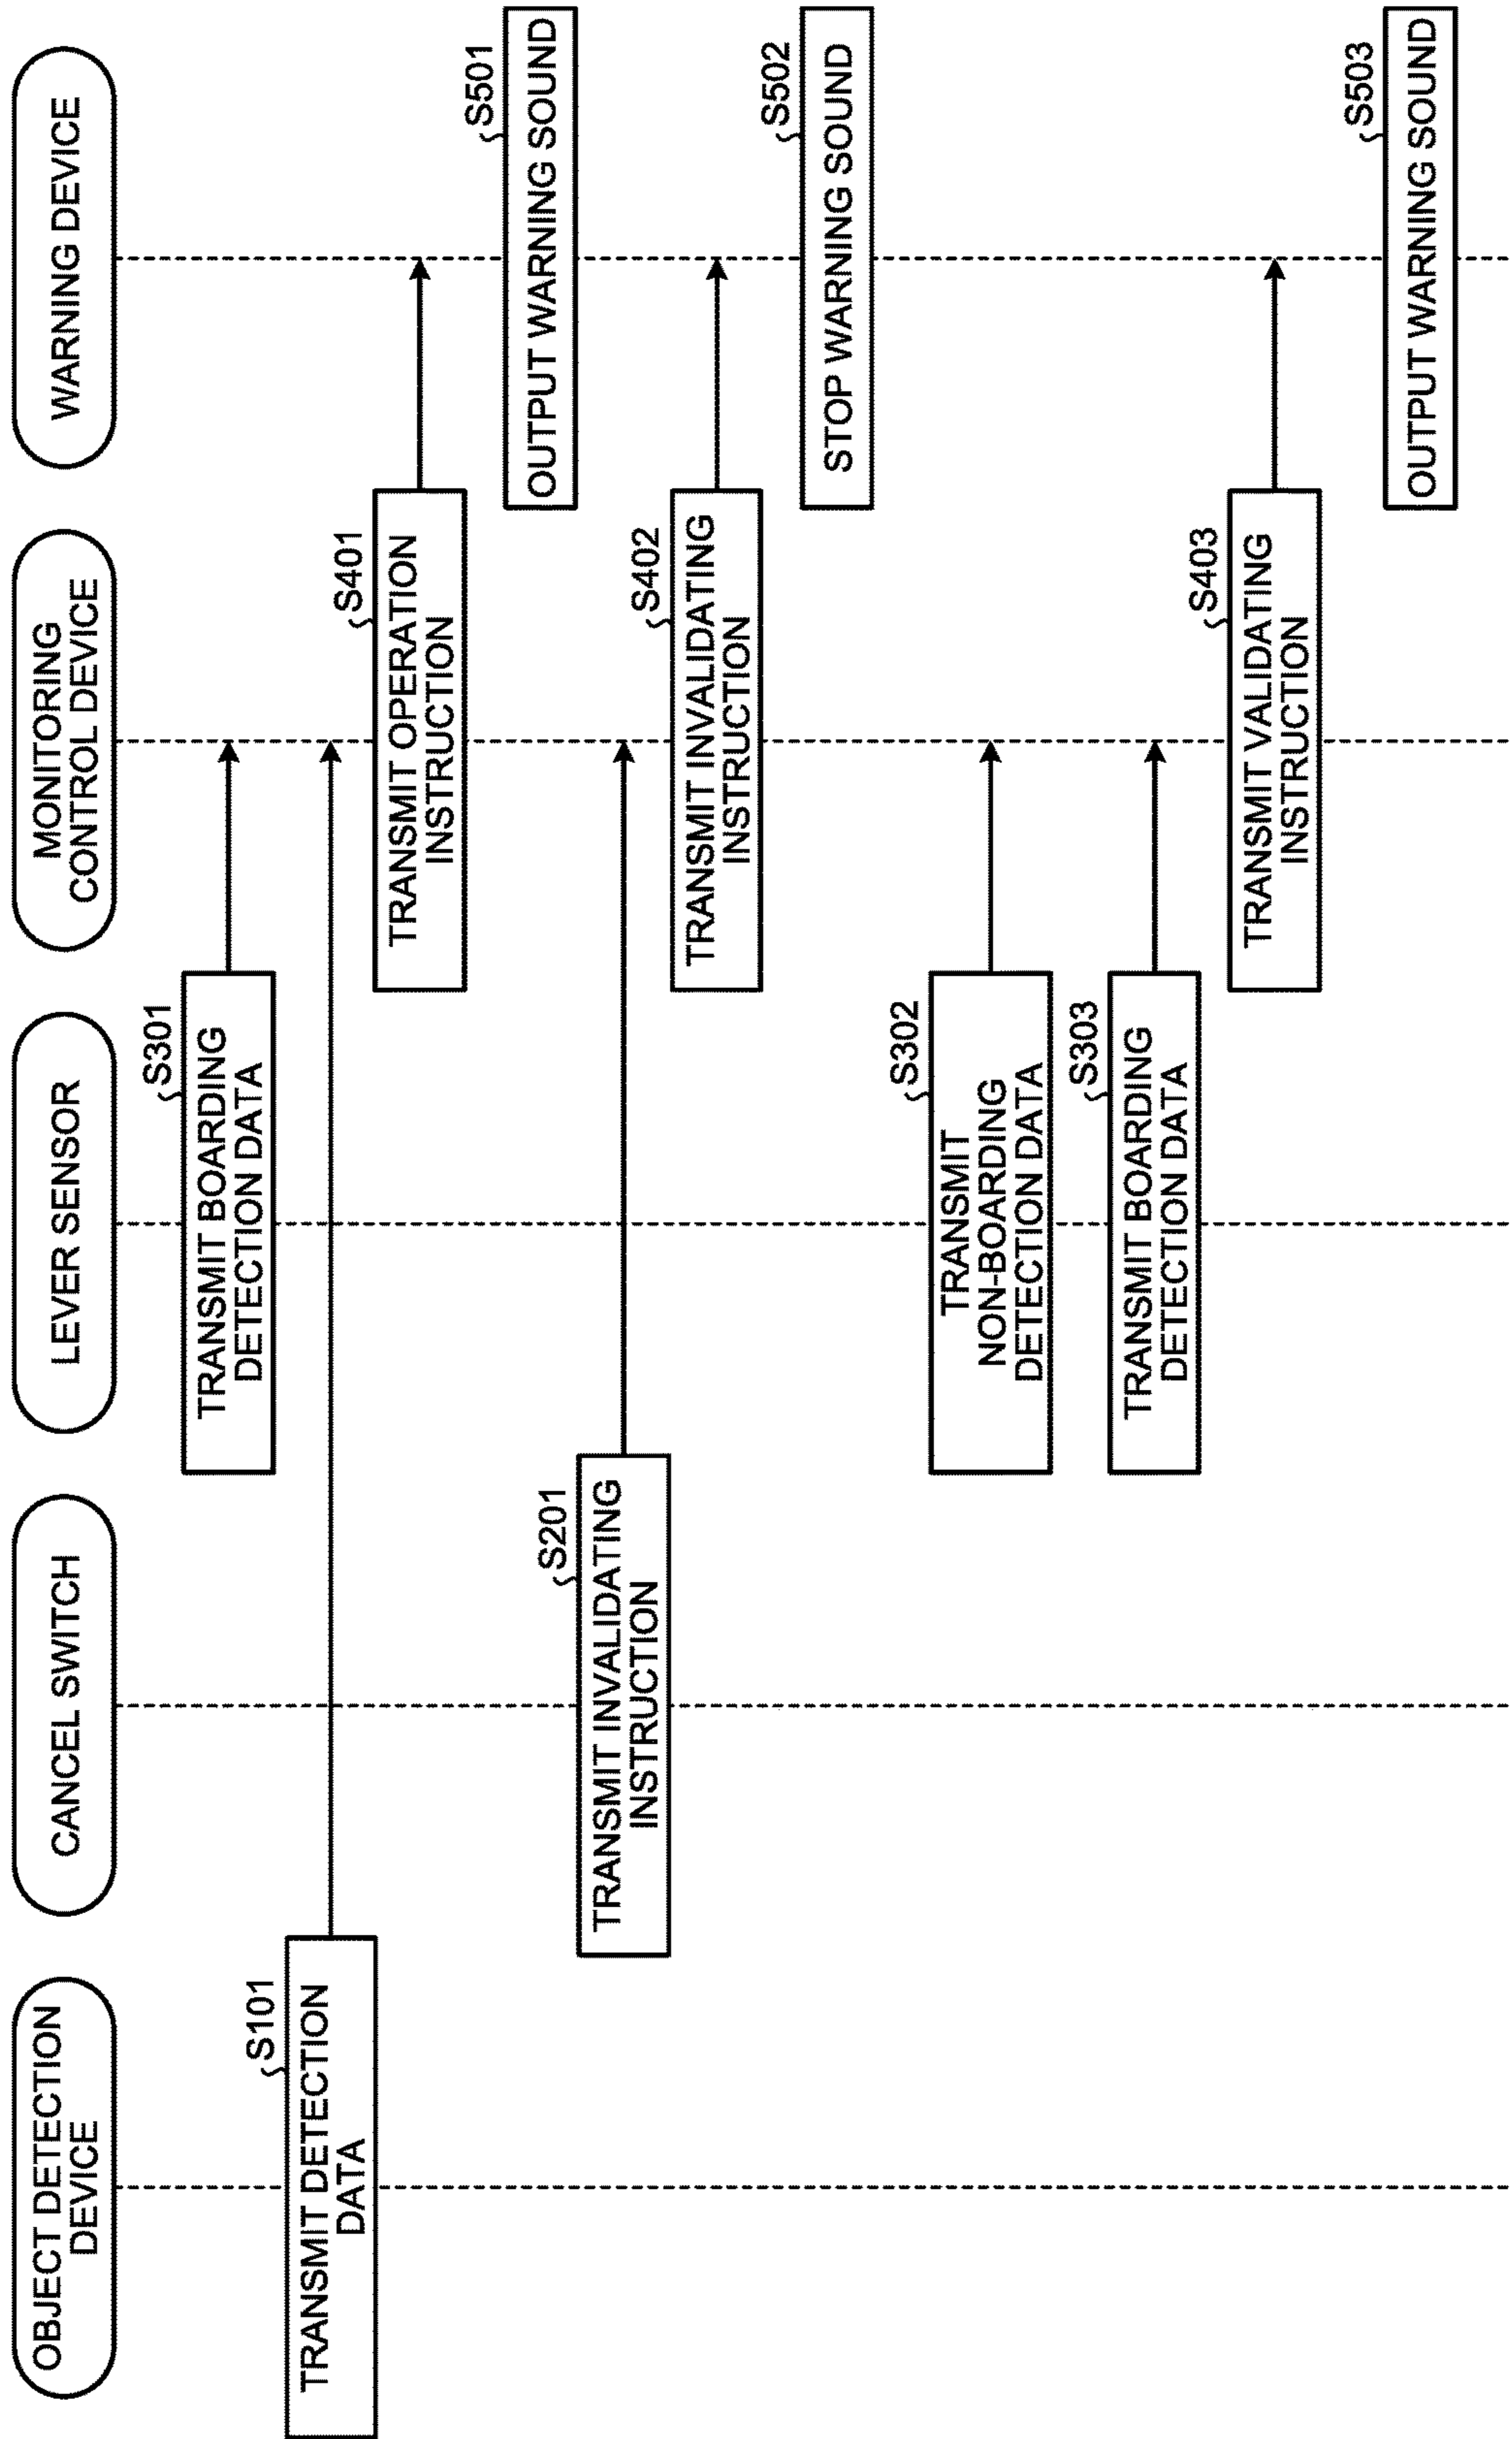 OBJECT DETECTION
DEVICE
CANCEL SWITCH
LEVER SENSOR
MONITORING
CONTROL DEVICE
WARNING DEVICE
S301
TRANSMIT BOARDING
DETECTION DATA
S101
TRANSMIT DETECTION
DATA
S401
TRANSMIT OPERATION
INSTRUCTION
S501
OUTPUT WARNING SOUND
S201
TRANSMIT INVALIDATING
INSTRUCTION
S402
TRANSMIT INVALIDATING
INSTRUCTION
S502
STOP WARNING SOUND
S302
TRANSMIT
NON-BOARDING
DETECTION DATA
S303
TRANSMIT BOARDING
DETECTION DATA
S403
TRANSMIT VALIDATING
INSTRUCTION
S503
OUTPUT WARNING SOUND